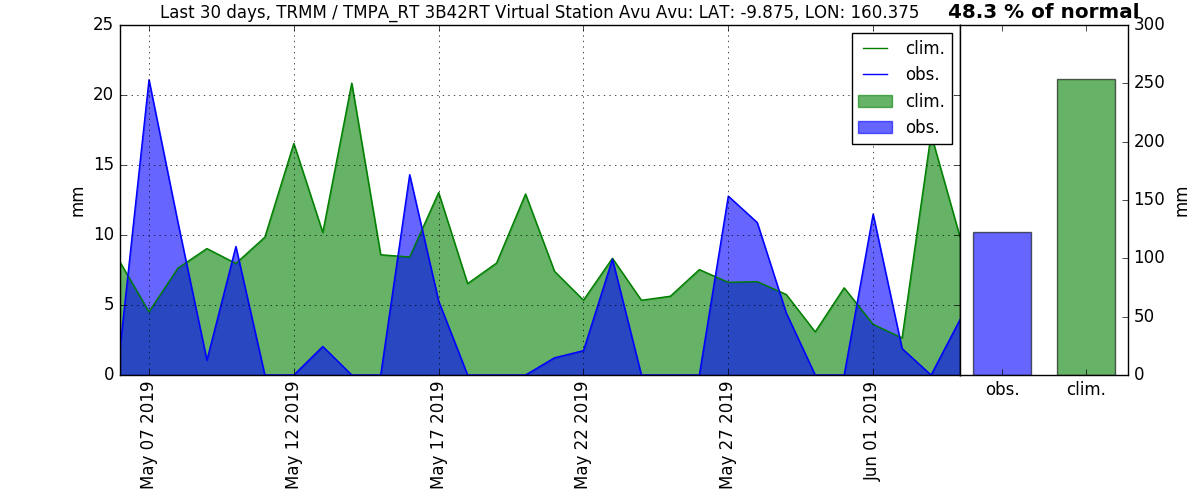 Last 30 days, TRMM / TMPA_RT 3B42RT Virtual Station Avu Avu: LAT: -9.875, LON: 160.375
48.3 % of normal
25
20
15
10
5
0
mm
clim.
obs.
clim.
obs.
May 07 2019
May 12 2019
May 17 2019
May 22 2019
May 27 2019
Jun 01 2019
300
250
200
150
100
50
0
mm
obs.
clim.